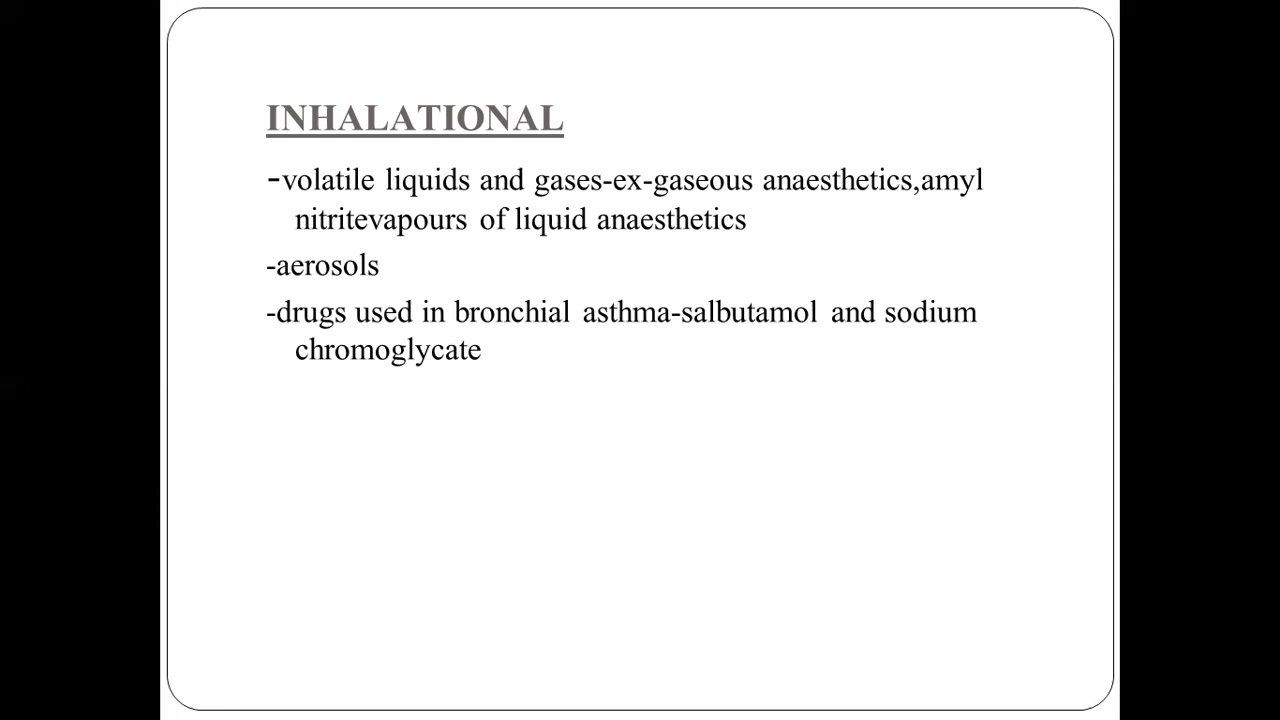 INHALATIONAL
-volatile liquids and gases-ex-gaseous anaesthetics,amyl
nitritevapours of liquid anaesthetics
-aerosols
-drugs used in bronchial asthma-salbutamol and sodium
chromoglycate